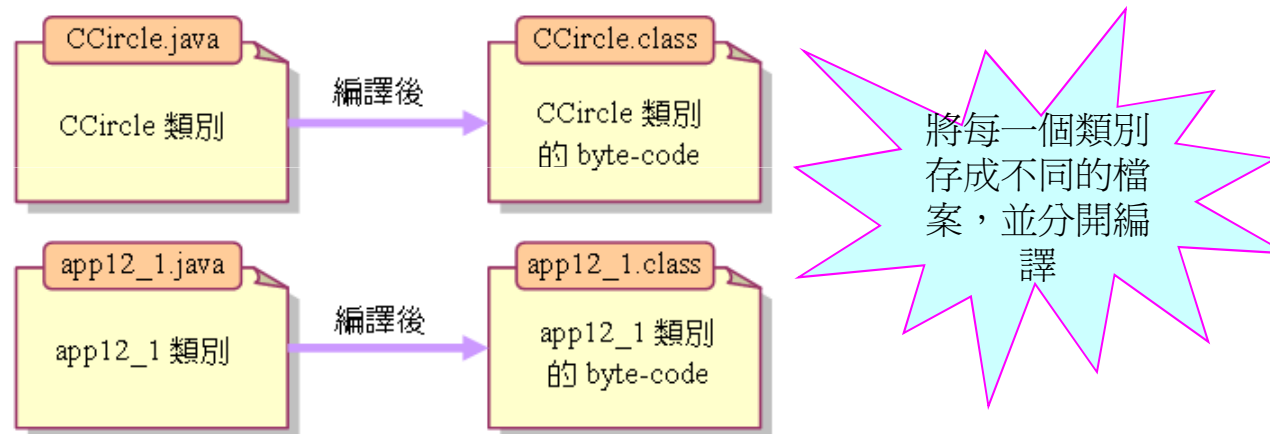 CCircle.java
CCircle 類別
編譯後
CCircle.class
CCircle 類別
的 byte-code
app12_1.java
app12_1 類別
編譯後
app12_1.class
app12_1 類別
的 byte-code
將每一個類別
存成不同的檔
案，並分開編
譯